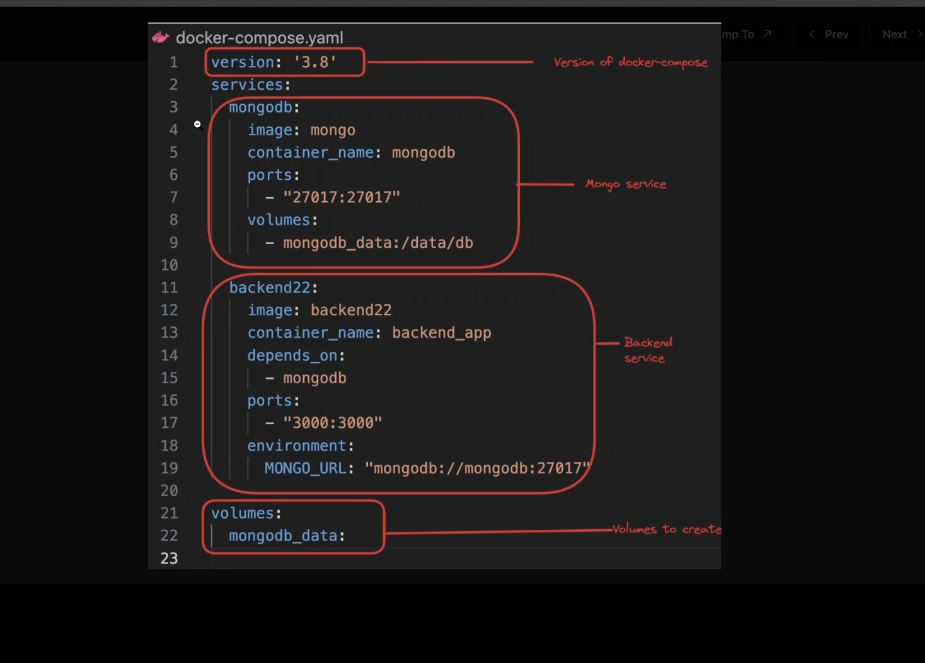 mp To ↗ < Prev Next >
docker-compose.yaml
1 version: '3.8'
Version of docker-compose
2 services:
3 mongodb:
4 image: mongo
5 container_name: mongodb
6 ports:
7 - "27017:27017"
Mongo service
8 volumes:
9 - mongodb_data:/data/db
10
11 backend22:
12 image: backend22
13 container_name: backend_app
14 depends_on:
15 - mongodb
Backend
service
16 ports:
17 - "3000:3000"
18 environment:
19 MONGO_URL: "mongodb://mongodb:27017"
20
21 volumes:
22 mongodb_data:
Volumes to create
23